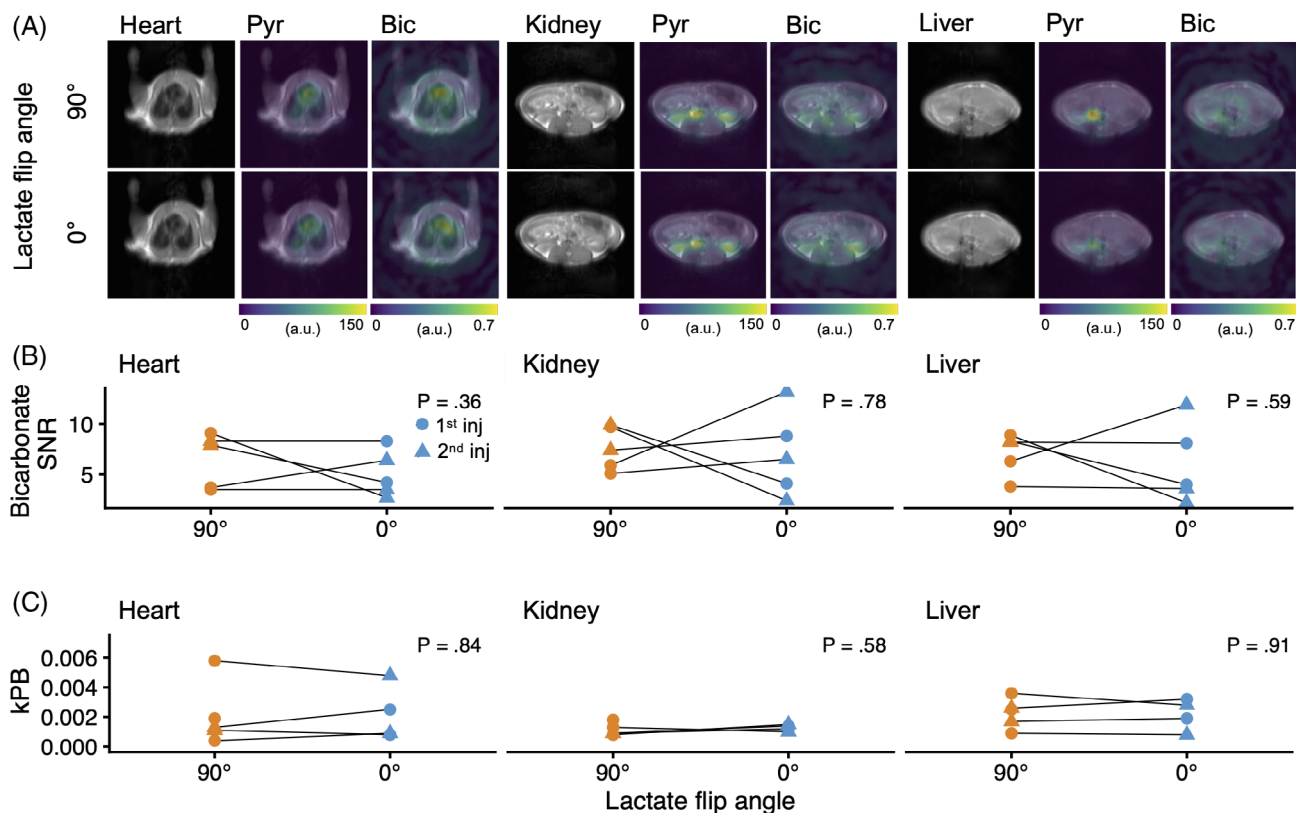 (A)
Heart Pyr Bic Kidney Pyr Bic Liver Pyr Bic
Lactate flip angle
90°
0°
0 150 0 0.7 0 150 0 0.7 0 150 0 0.7
(a.u.) (a.u.) (a.u.) (a.u.) (a.u.) (a.u.)
(B)
Heart Kidney Liver
Bicarbonate
SNR
P = .36 P = .78 P = .59
10
5
1st inj
2nd inj
90° 0° 90° 0° 90° 0°
(C)
Heart Kidney Liver
P = .84 P = .58 P = .91
kPB
0.006
0.004
0.002
0.000
90° 0° 90° 0° 90° 0°
Lactate flip angle